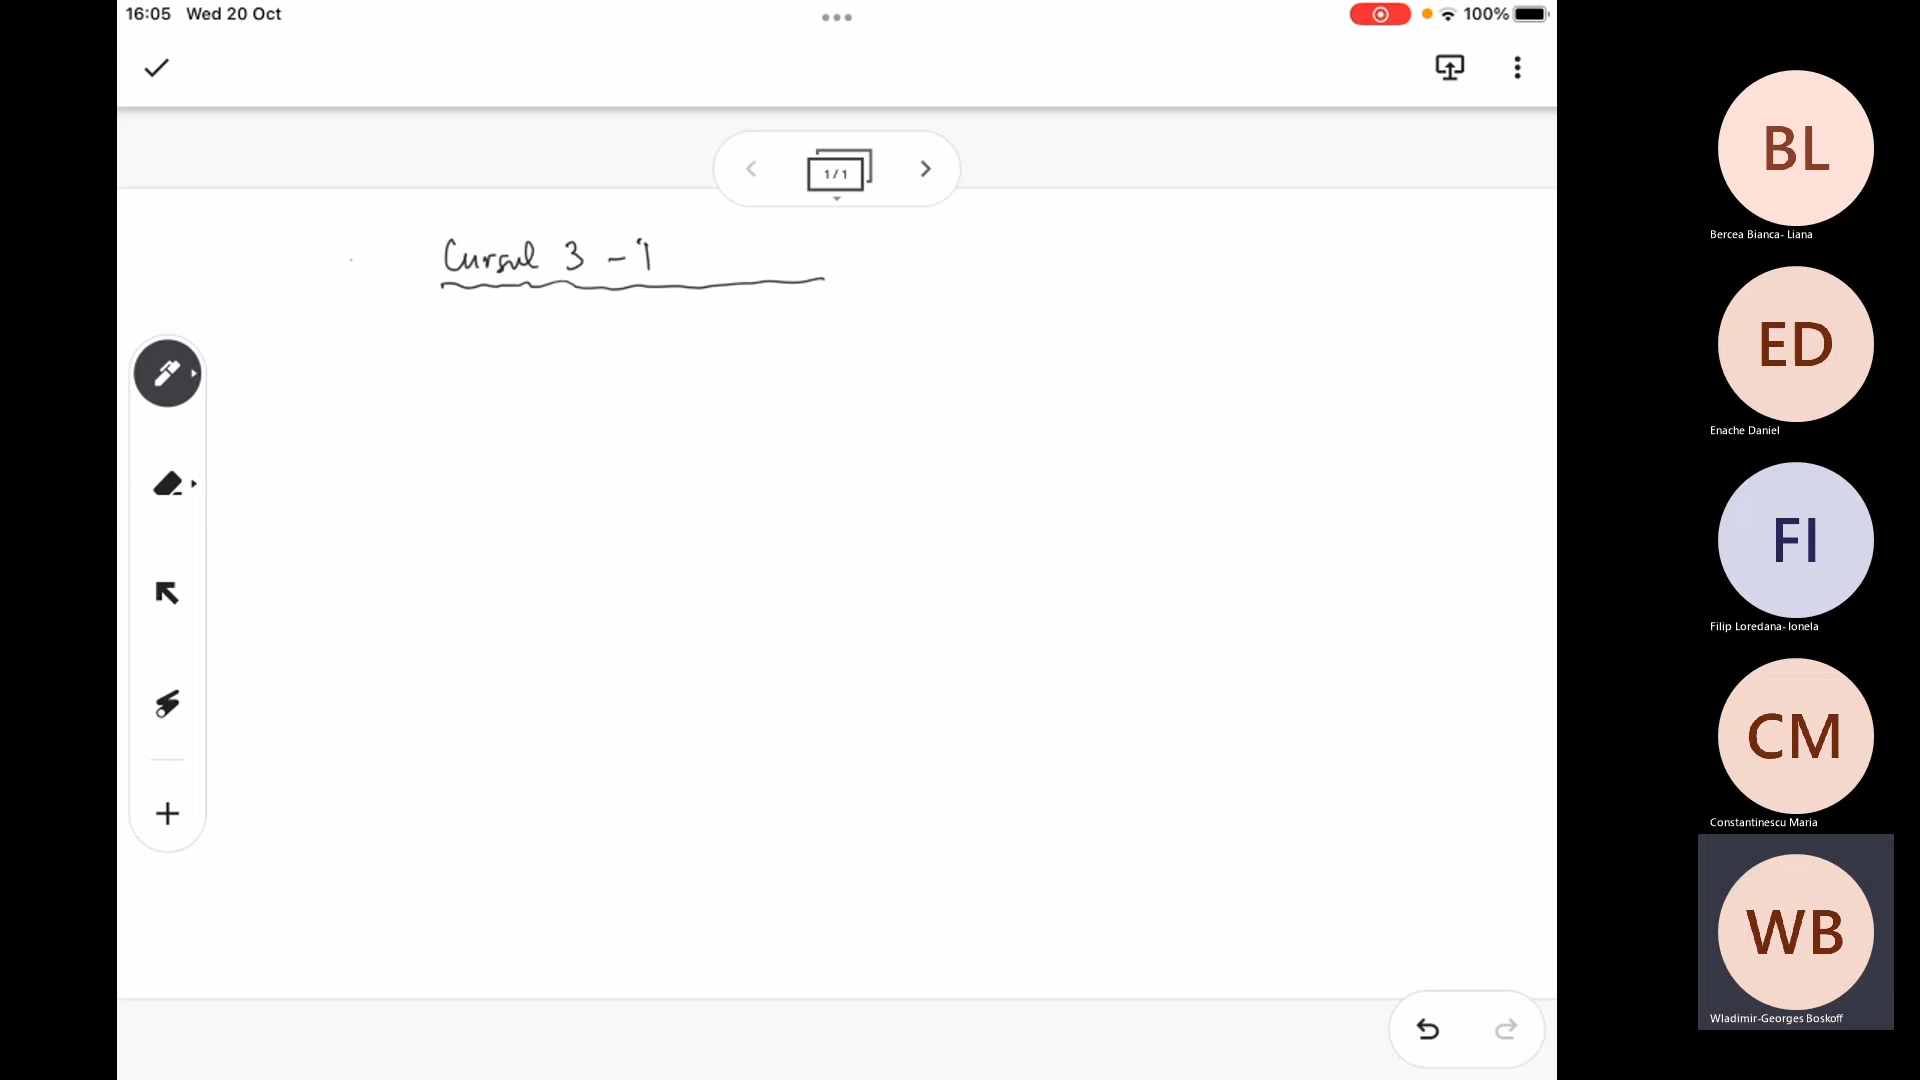 16:05 Wed 20 Oct
100%
1/1
Cursul 3 - 1
BL
Bercea Bianca- Liana
ED
Enache Daniel
FI
Filip Loredana- Ionela
CM
Constantinescu Maria
WB
Wladimir-Georges Boskoff